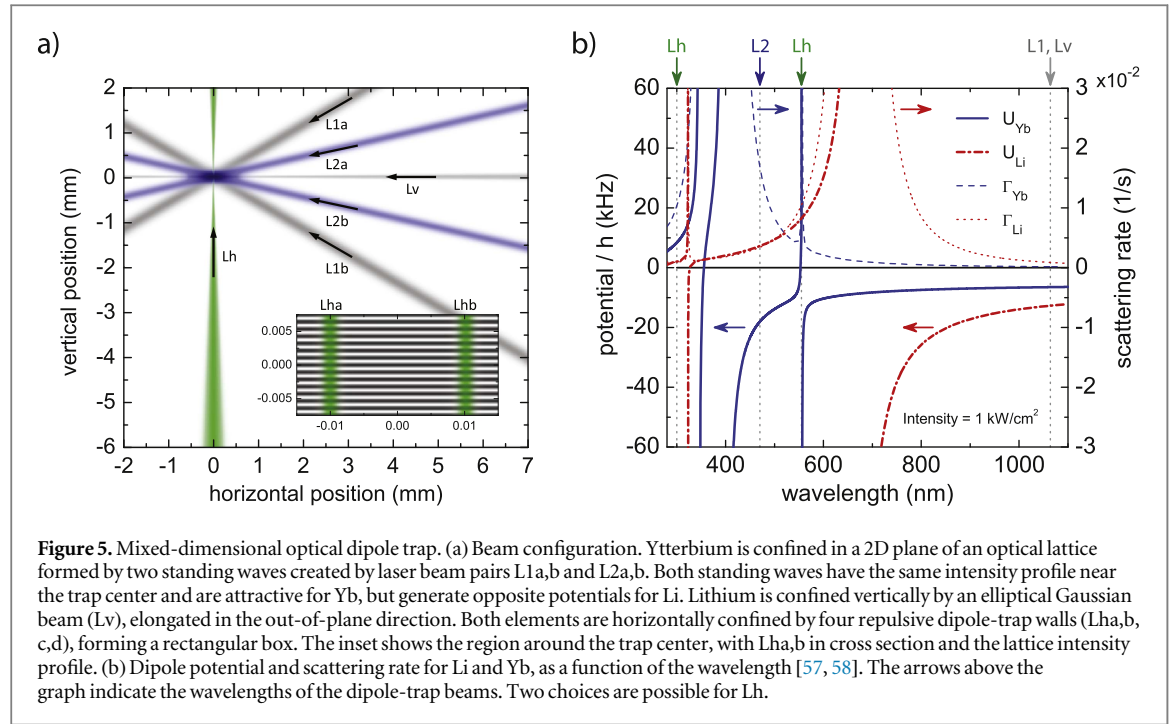 a)
2
1
0
-1
-2
-3
-4
-5
-6
vertical position (mm)
L1a
L2a
Lv
L2b
L1b
Lh
Lha
Lhb
0.005
0.000
-0.005
-0.01
0.00
0.01
-2
-1
0
1
2
3
4
5
6
7
horizontal position (mm)
b)
Lh
L2
Lh
L1, Lv
60
40
20
0
-20
-40
-60
potential / h (kHz)
U_Yb
U_Li
Γ_Yb
Γ_Li
Intensity = 1 kW/cm²
3
x10⁻²
2
1
0
-1
-2
-3
scattering rate (1/s)
400
600
800
1000
wavelength (nm)
Figure 5. Mixed-dimensional optical dipole trap. (a) Beam configuration. Ytterbium is confined in a 2D plane of an optical lattice
formed by two standing waves created by laser beam pairs L1a,b and L2a,b. Both standing waves have the same intensity profile near
the trap center and are attractive for Yb, but generate opposite potentials for Li. Lithium is confined vertically by an elliptical Gaussian
beam (Lv), elongated in the out-of-plane direction. Both elements are horizontally confined by four repulsive dipole-trap walls (Lha,b,
c,d), forming a rectangular box. The inset shows the region around the trap center, with Lha,b in cross section and the lattice intensity
profile. (b) Dipole potential and scattering rate for Li and Yb, as a function of the wavelength [57, 58]. The arrows above the
graph indicate the wavelengths of the dipole-trap beams. Two choices are possible for Lh.